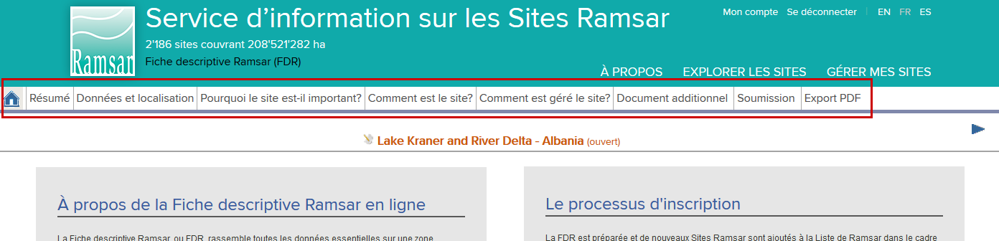 Mon compte Se déconnecter | EN FR ES
Service d'information sur les Sites Ramsar
Ramsar
2'186 sites couvrant 208'521'282 ha
Fiche descriptive Ramsar (FDR)
À PROPOS EXPLORER LES SITES GÉRER MES SITES
Résumé Données et localisation Pourquoi le site est-il important? Comment est le site? Comment est géré le site? Document additionnel Soumission Export PDF
Lake Kraner and River Delta - Albania (ouvert)
À propos de la Fiche descriptive Ramsar en ligne
La Fiche descriptive Ramsar, ou FDR, rassemble toutes les données essentielles sur une zone
Le processus d'inscription
La FDR est préparée et de nouveaux Sites Ramsar sont ajoutés à la Liste de Ramsar dans le cadre